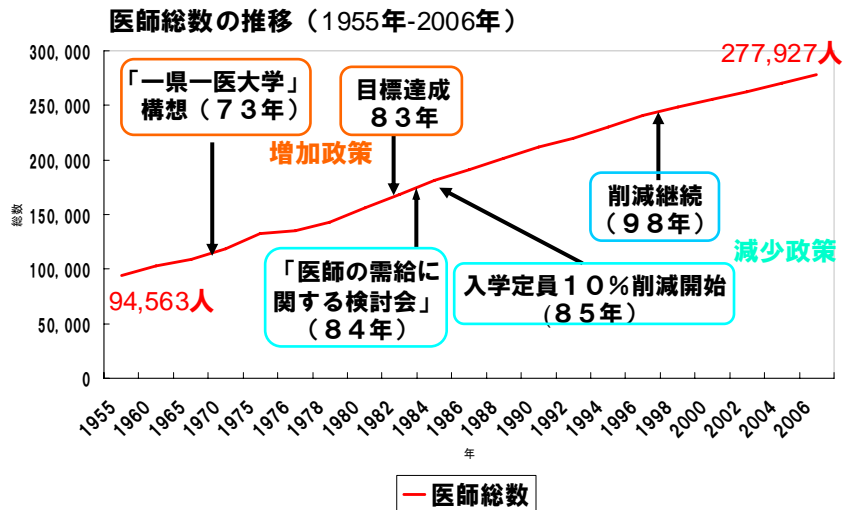 医師総数の推移（1955年-2006年）
277,927人
「一県一医大学」
構想（７３年）
目標達成
８３年
増加政策
削減継続
（９８年）
減少政策
「医師の需給に
関する検討会」
（８４年）
入学定員１０％削減開始
（８５年）
94,563人
300,000
250,000
200,000
150,000
100,000
50,000
0
総数
1955 1960 1965 1970 1975 1976 1978 1980 1982 1984 1986 1988 1990 1992 1994 1996 1998 2000 2002 2004 2006
年
医師総数